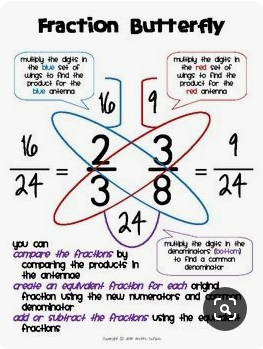 Fraction Butterfly
multiply the digits in
the blue set of
wings to find the
product for the
blue antenna
multiply the digits in
the red set of
wings to find the
product for the
red antenna
16 9
16/24 = 2/3 3/8 = 9/24
24
multiply the digits in the
denominators (bottom)
to find a common
denominator
you can
compare the fractions by
comparing the products in
the antennae
create an equivalent fraction for each original
fraction using the new numerators and common
denominator
add or subtract the fractions using the
fractions